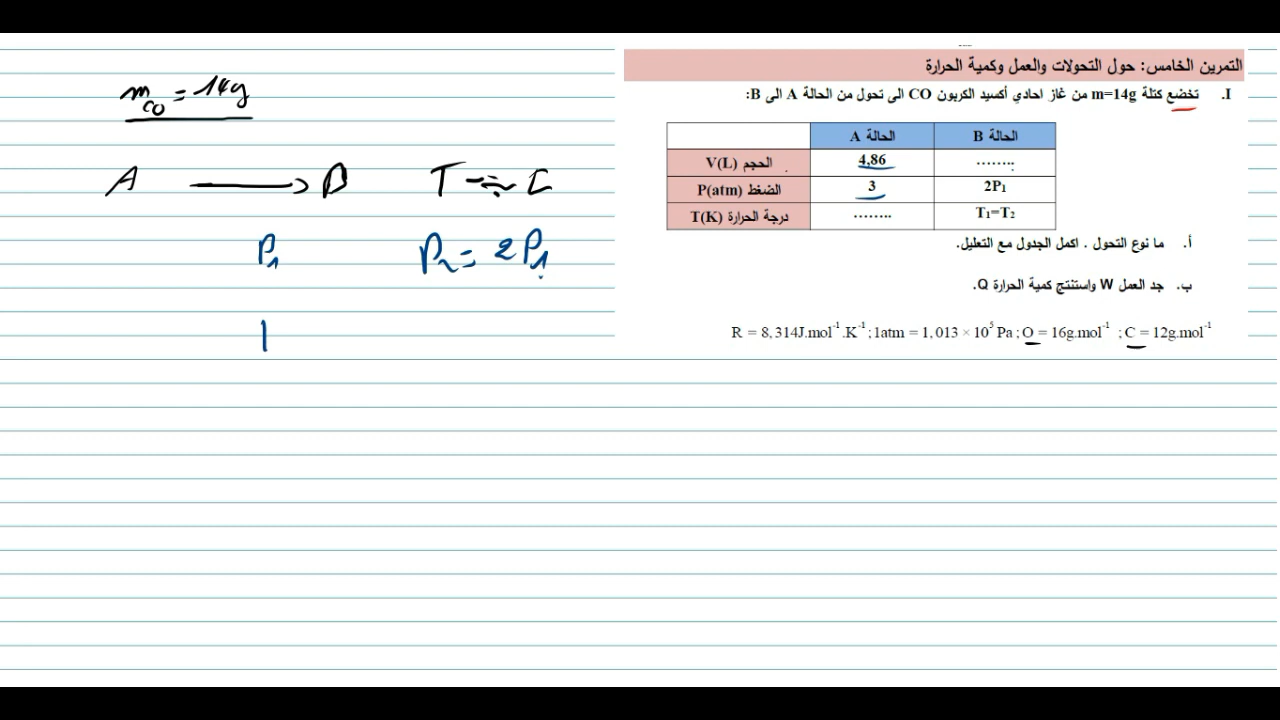 m CO = 14g
A → B
P₁ P₂ = 2P₁
التمرين الخامس: حول التحولات والعمل وكمية الحرارة
I. تخضع كتلة m=14g من غاز احادي أكسيد الكربون CO الى تحول من الحالة A الى B:
الحالة A الحالة B
الحجم V(L) 4,86 ........
الضغط P(atm) 3 2P₁
درجة الحرارة T(K) ........ T₁=T₂
أ. ما نوع التحول . اكمل الجدول مع التعليل.
ب. جد العمل W واستنتج كمية الحرارة Q.
R = 8,314J.mol⁻¹.K⁻¹ ; 1atm = 1,013 × 10⁵ Pa ; O = 16g.mol⁻¹ ; C = 12g.mol⁻¹